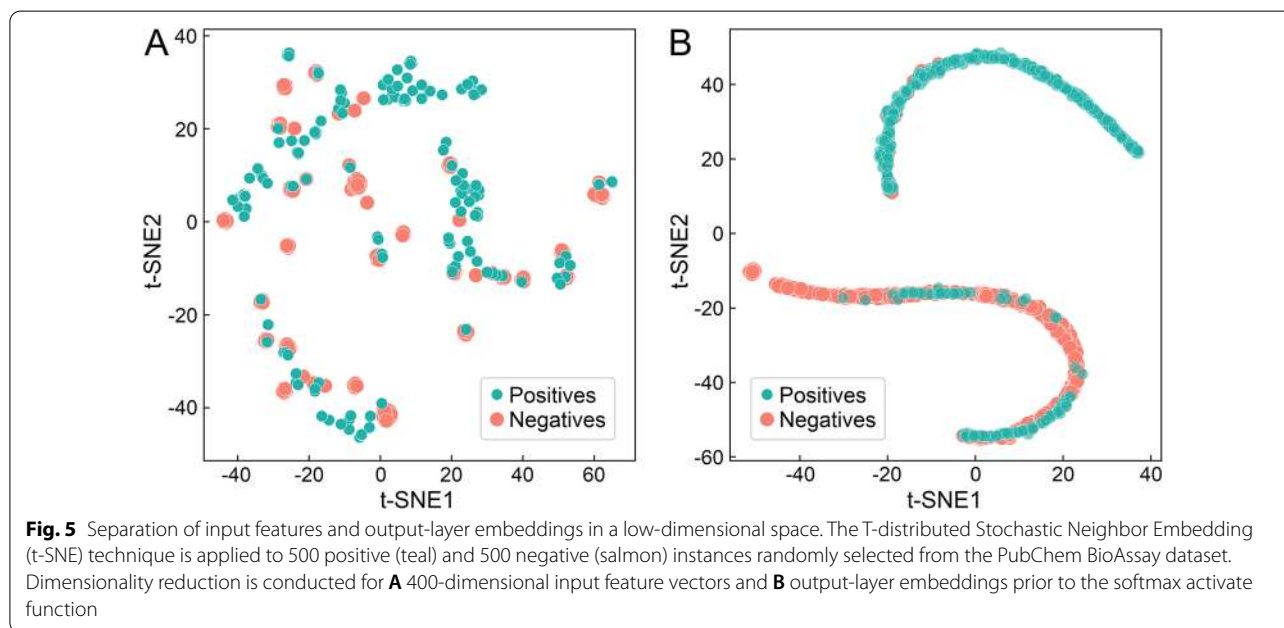 A
B
40
20
0
-20
-40
t-SNE2
-40
-20
0
20
40
60
t-SNE1
Positives
Negatives
40
20
0
-20
-40
-60
t-SNE2
-40
-20
0
20
40
t-SNE1
Positives
Negatives
Fig. 5 Separation of input features and output-layer embeddings in a low-dimensional space. The T-distributed Stochastic Neighbor Embedding
(t-SNE) technique is applied to 500 positive (teal) and 500 negative (salmon) instances randomly selected from the PubChem BioAssay dataset.
Dimensionality reduction is conducted for A 400-dimensional input feature vectors and B output-layer embeddings prior to the softmax activate
function